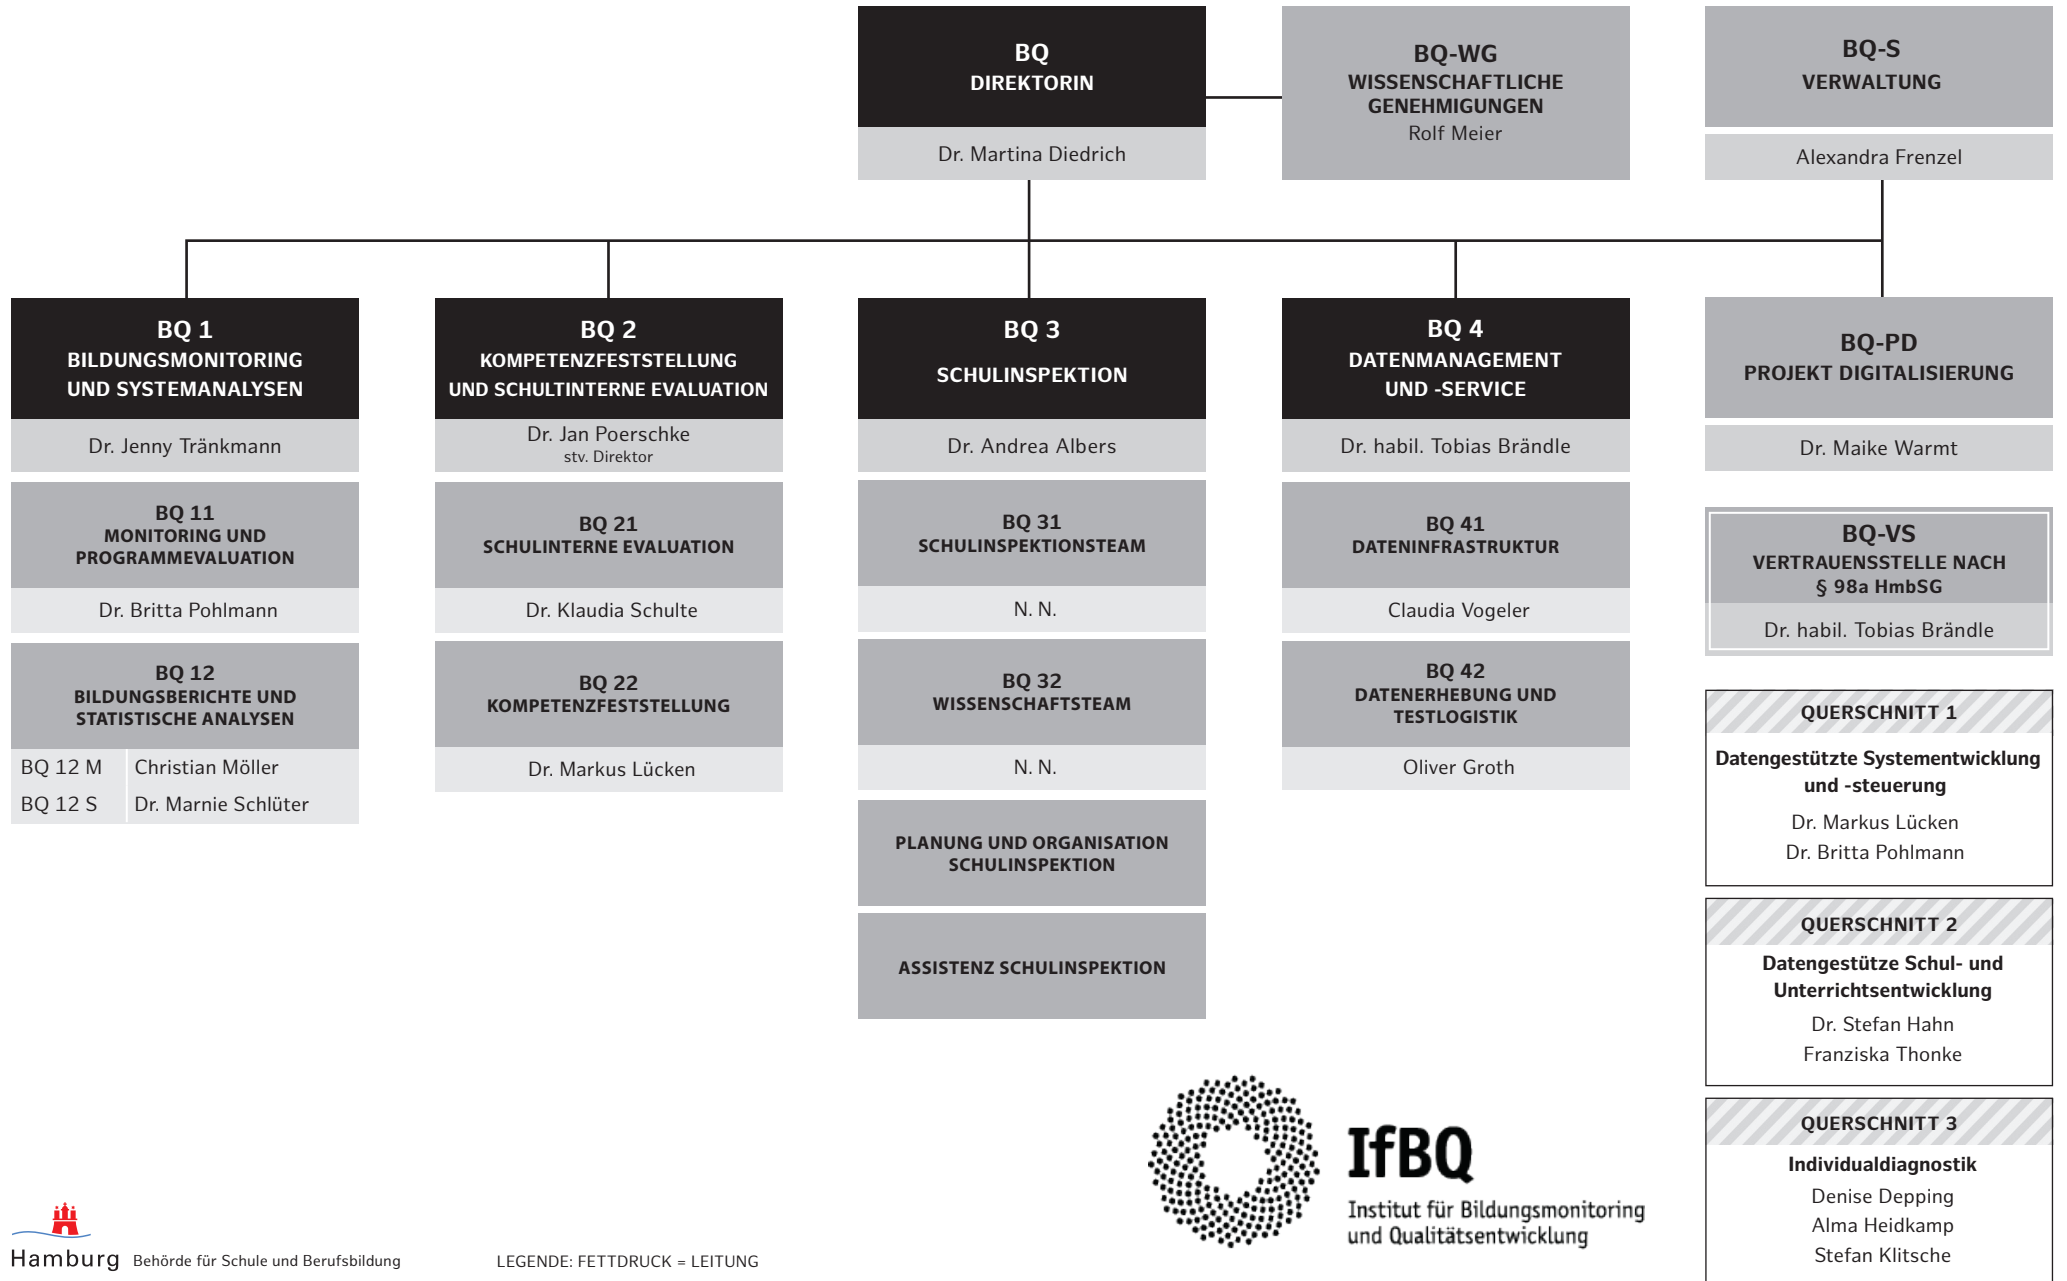 BQ
DIREKTORIN
Dr. Martina Diedrich
BQ-WG
WISSENSCHAFTLICHE
GENEHMIGUNGEN
Rolf Meier
BQ-S
VERWALTUNG
Alexandra Frenzel
BQ 1
BILDUNGSMONITORING
UND SYSTEMANALYSEN
Dr. Jenny Tränkmann
BQ 11
MONITORING UND
PROGRAMMEVALUATION
Dr. Britta Pohlmann
BQ 12
BILDUNGSBERICHTE UND
STATISTISCHE ANALYSEN
BQ 12 M Christian Möller
BQ 12 S Dr. Marnie Schlüter
BQ 2
KOMPETENZFESTSTELLUNG
UND SCHULTINTERNE EVALUATION
Dr. Jan Poerschke
stv. Direktor
BQ 21
SCHULINTERNE EVALUATION
Dr. Klaudia Schulte
BQ 22
KOMPETENZFESTSTELLUNG
Dr. Markus Lücken
BQ 3
SCHULINSPEKTION
Dr. Andrea Albers
BQ 31
SCHULINSPEKTIONSTEAM
N. N.
BQ 32
WISSENSCHAFTSTEAM
N. N.
PLANUNG UND ORGANISATION
SCHULINSPEKTION
ASSISTENZ SCHULINSPEKTION
BQ 4
DATENMANAGEMENT
UND -SERVICE
Dr. habil. Tobias Brändle
BQ 41
DATENINFRASTRUKTUR
Claudia Vogeler
BQ 42
DATENERHEBUNG UND
TESTLOGISTIK
Oliver Groth
BQ-PD
PROJEKT DIGITALISIERUNG
Dr. Maike Warmt
BQ-VS
VERTRAUENSSTELLE NACH
§ 98a HmbSG
Dr. habil. Tobias Brändle
QUERSCHNITT 1
Datengestützte Systementwicklung
und -steuerung
Dr. Markus Lücken
Dr. Britta Pohlmann
QUERSCHNITT 2
Datengestütze Schul- und
Unterrichtsentwicklung
Dr. Stefan Hahn
Franziska Thonke
QUERSCHNITT 3
Individualdiagnostik
Denise Depping
Alma Heidkamp
Stefan Klitsche
IfBQ
Institut für Bildungsmonitoring
und Qualitätsentwicklung
Hamburg Behörde für Schule und Berufsbildung
LEGENDE: FETTDRUCK = LEITUNG